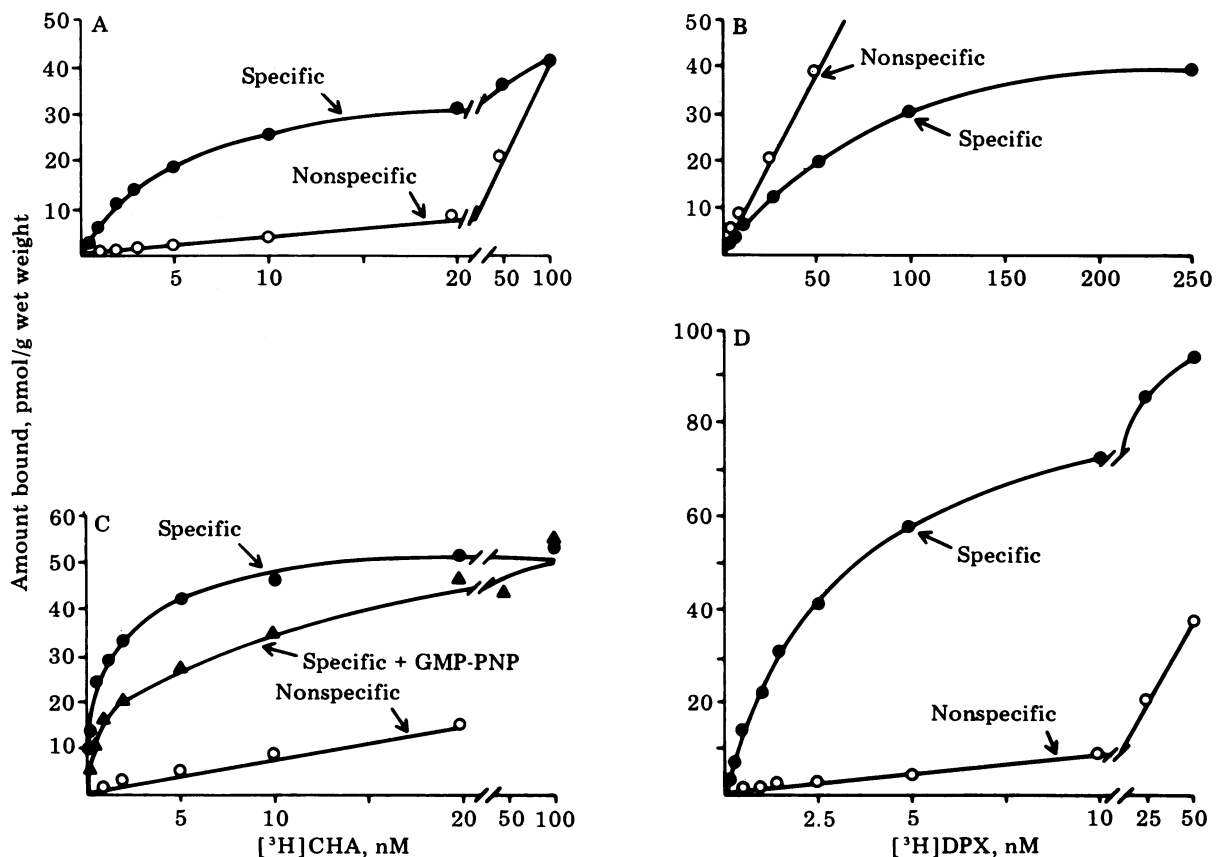 Amount bound, pmol/g wet weight
A
50
40
30
20
10
Specific
Nonspecific
5 10 20 50 100
B
50
40
30
20
10
Nonspecific
Specific
50 100 150 200 250
C
60
50
40
30
20
10
Specific
Specific + GMP-PNP
Nonspecific
5 10 20 50 100
[³H]CHA, nM
D
100
80
60
40
20
Specific
Nonspecific
2.5 5 10 25 50
[³H]DPX, nM